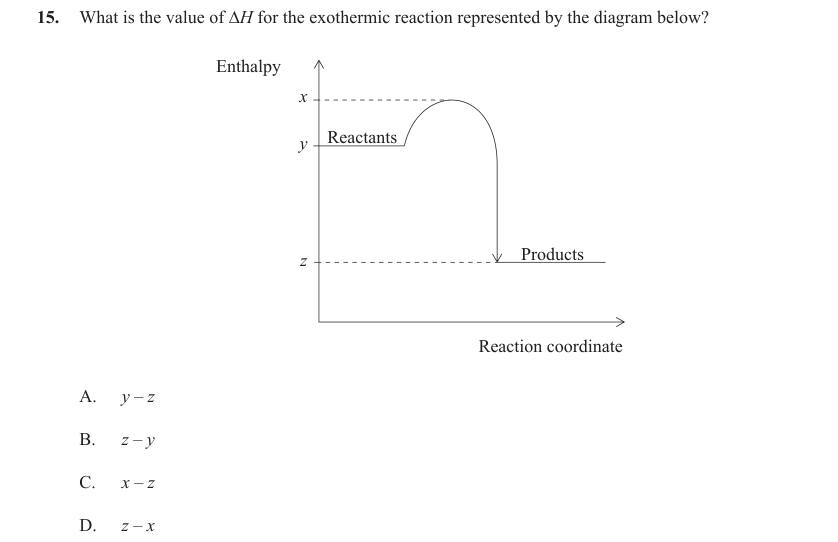 15. What is the value of ΔH for the exothermic reaction represented by the diagram below?
Enthalpy
x
Reactants
y
Products
z
Reaction coordinate
A. y – z
B. z – y
C. x – z
D. z – x